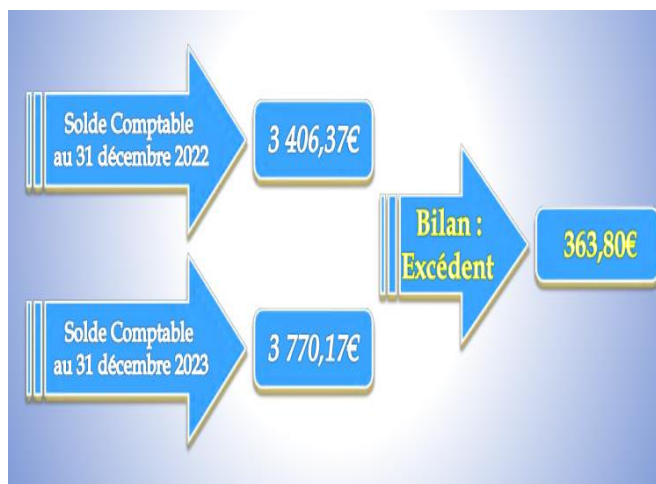 Solde Comptable
au 31 décembre 2022
3 406,37€
Bilan :
Excédent
363,80€
Solde Comptable
au 31 décembre 2023
3 770,17€